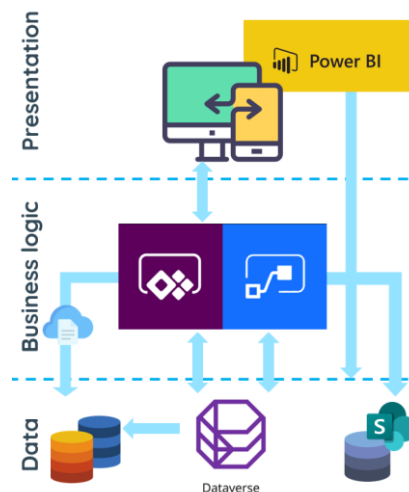 Presentation
Power BI
Business logic
Data
S
Dataverse